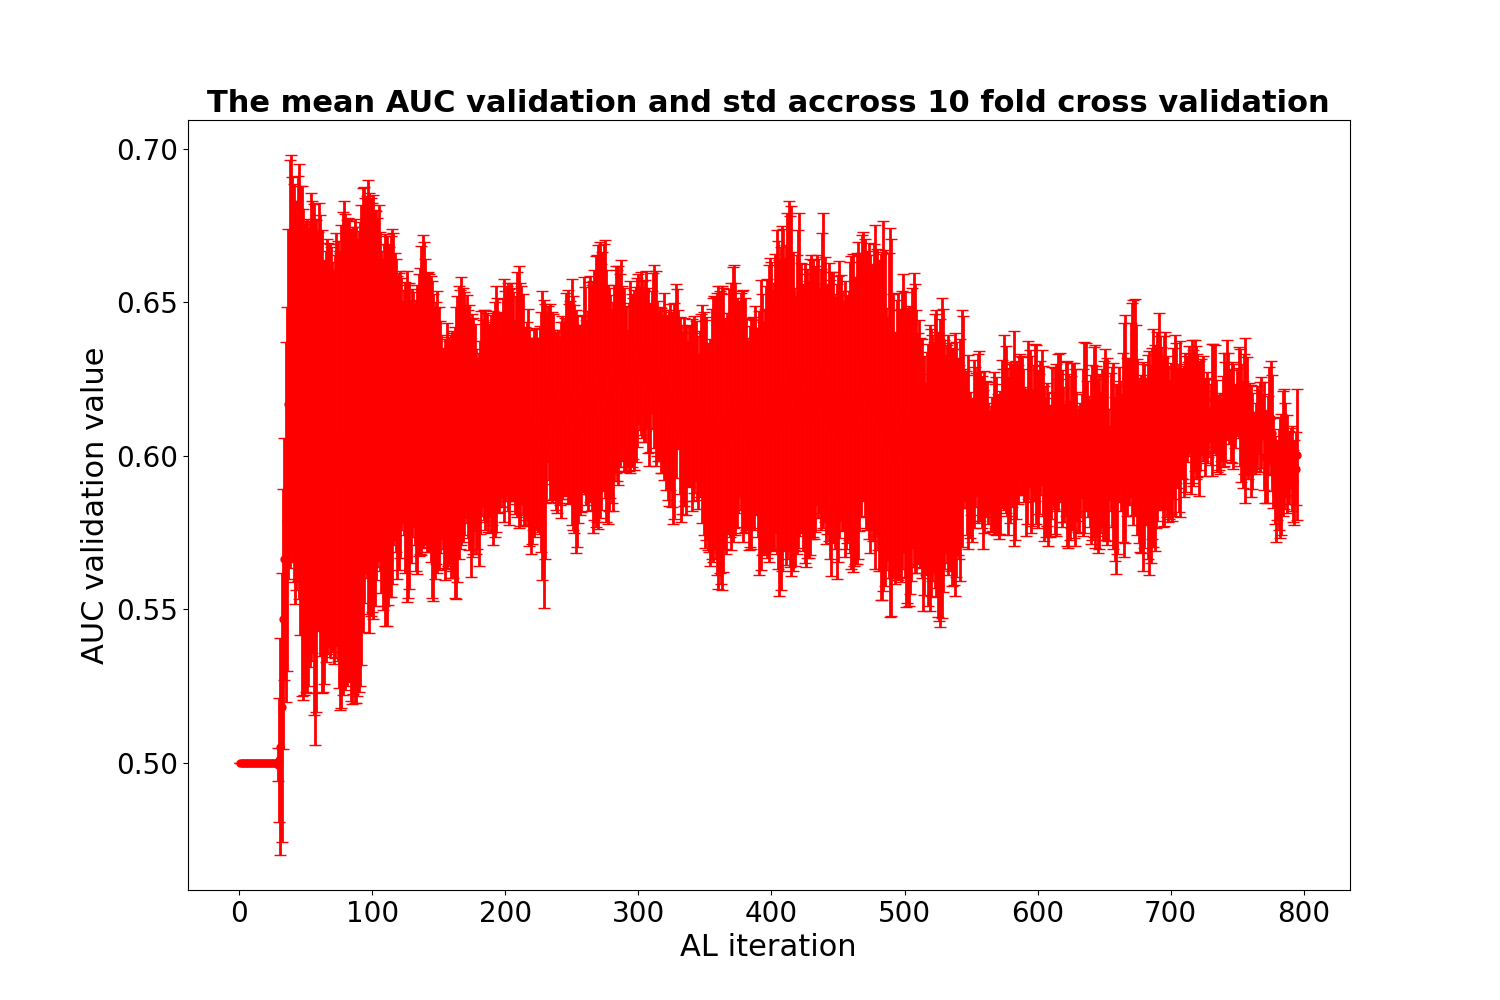 The mean AUC validation and std accross 10 fold cross validation
0.70
0.65
0.60
0.55
0.50
AUC validation value
0 100 200 300 400 500 600 700 800
AL iteration